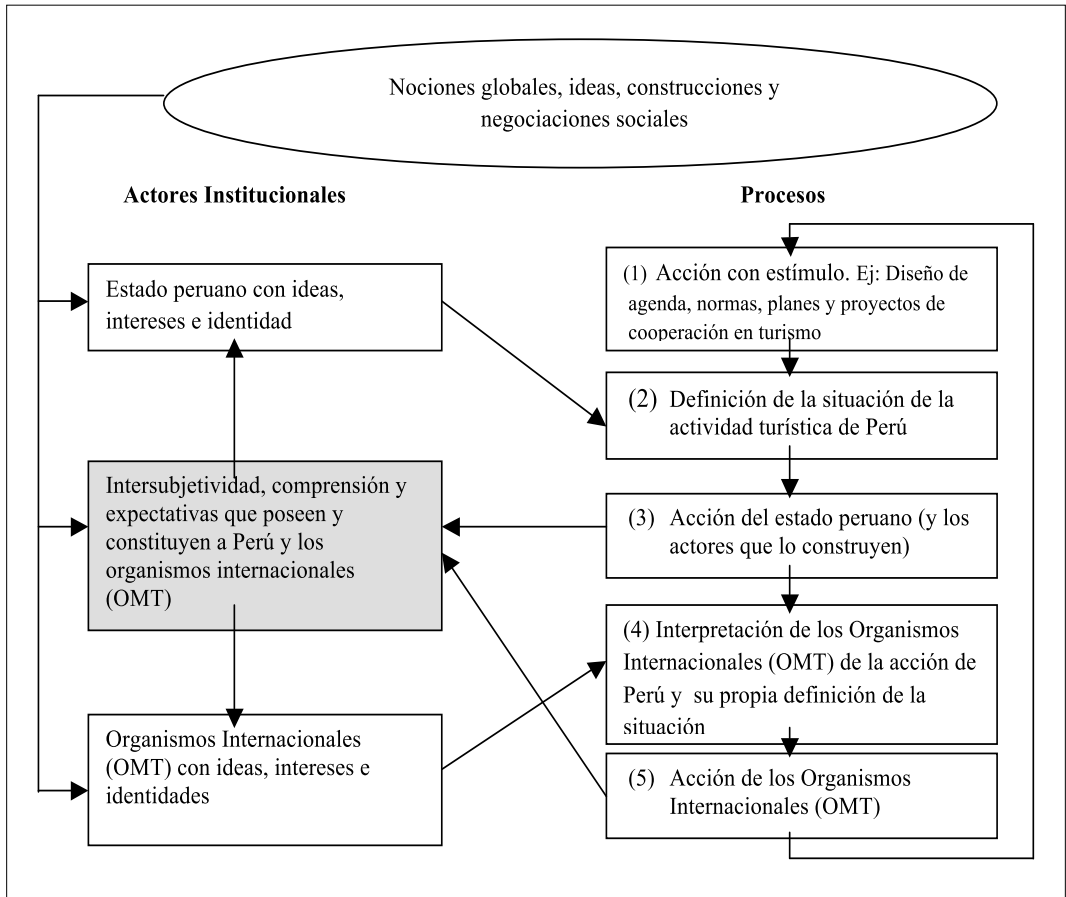 Nociones globales, ideas, construcciones y
negociaciones sociales
Actores Institucionales
Estado peruano con ideas,
intereses e identidad
Intersubjetividad, comprensión y
expectativas que poseen y
constituyen a Perú y los
organismos internacionales
(OMT)
Organismos Internacionales
(OMT) con ideas, intereses e
identidades
Procesos
(1) Acción con estímulo. Ej: Diseño de
agenda, normas, planes y proyectos de
cooperación en turismo
(2) Definición de la situación de la
actividad turística de Perú
(3) Acción del estado peruano (y los
actores que lo construyen)
(4) Interpretación de los Organismos
Internacionales (OMT) de la acción de
Perú y su propia definición de la
situación
(5) Acción de los Organismos
Internacionales (OMT)